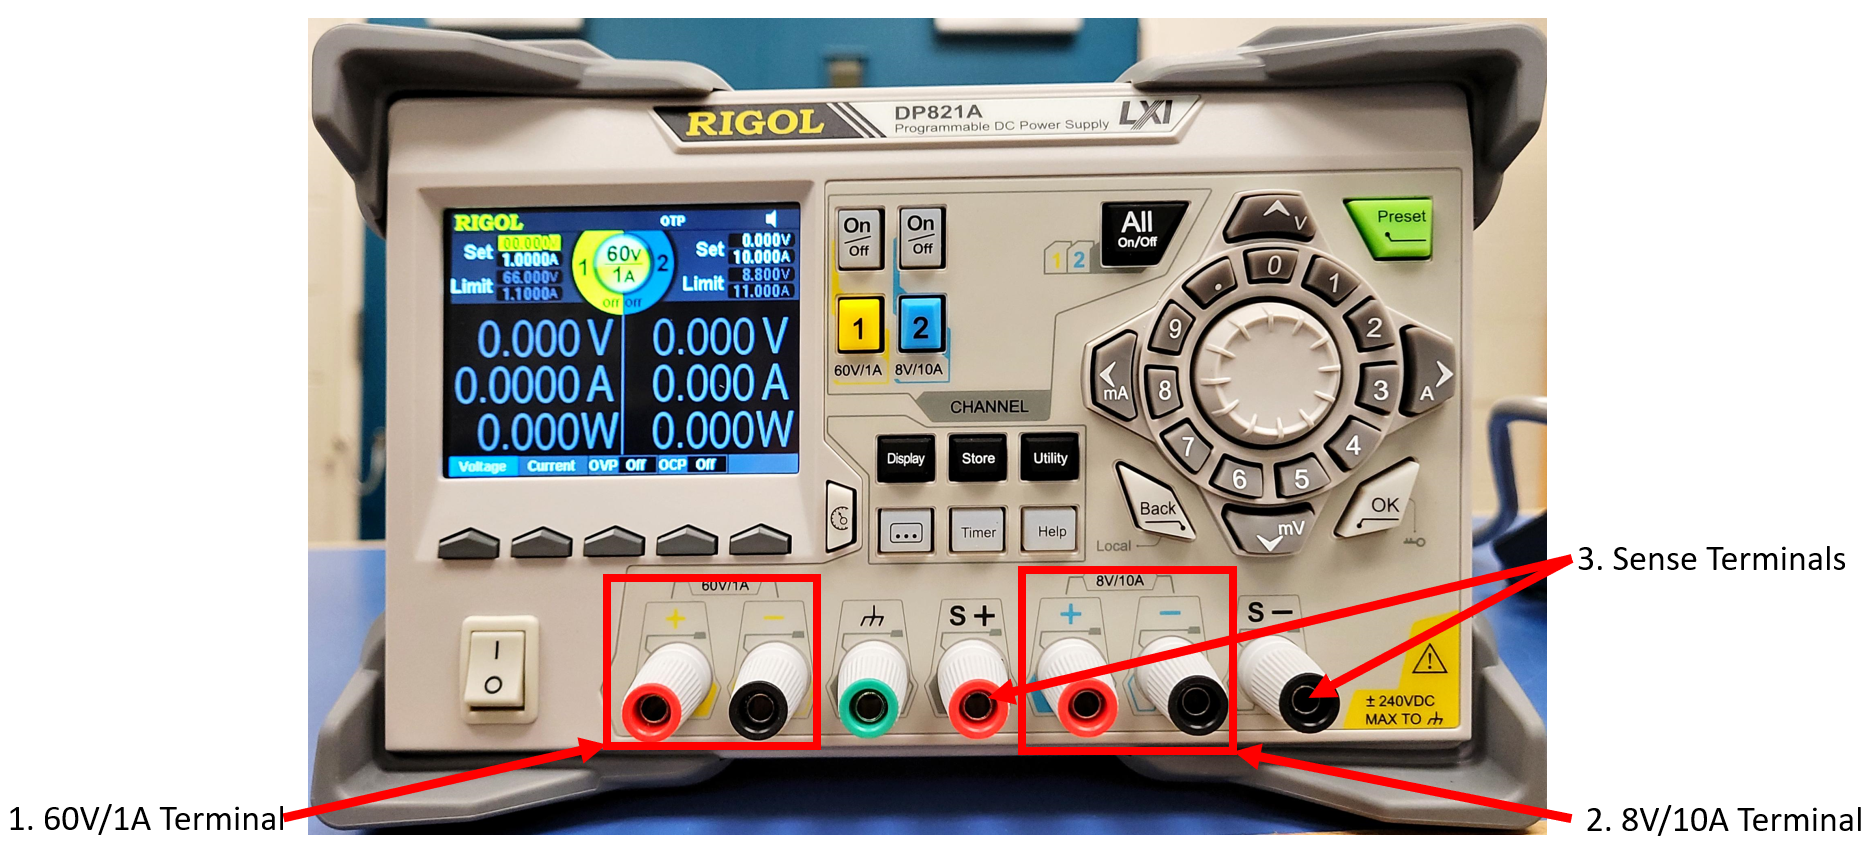 RIGOL
DP821A
Programmable DC Power Supply
LXI
RIGOL
OTP
Set
00.000V
1.0000A
Limit
66.000V
1.1000A
1
60V
1A
2
Off Off
Set
0.000V
10.000A
Limit
8.800V
11.000A
0.000 V
0.0000 A
0.000W
0.000 V
0.000 A
0.000W
Voltage Current OVP Off OCP Off
On
Off
On
Off
1
2
60V/1A
8V/10A
1 2
All
On/Off
CHANNEL
Display
Store
Utility
...
Timer
Help
V
Preset
.
0
1
2
3
4
5
6
7
8
9
mA
A
mV
Back
OK
Local
I
O
60V/1A
+
−
S +
8V/10A
+
−
S −
± 240VDC
MAX TO
3. Sense Terminals
1. 60V/1A Terminal
2. 8V/10A Terminal